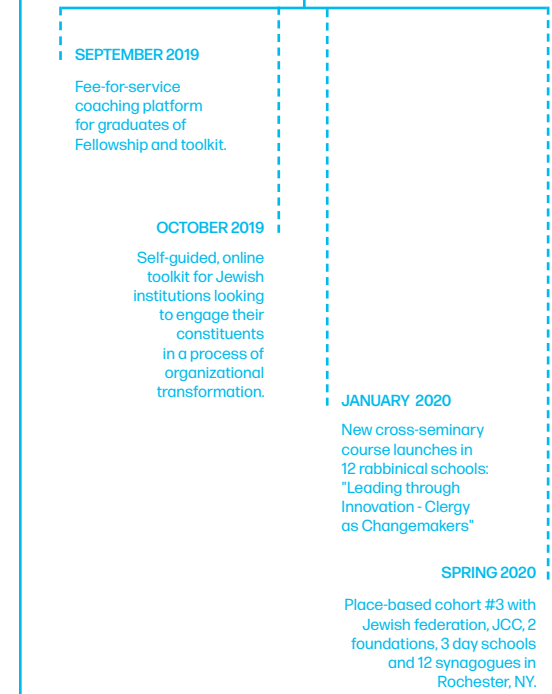 SEPTEMBER 2019
Fee-for-service
coaching platform
for graduates of
Fellowship and toolkit.
OCTOBER 2019
Self-guided, online
toolkit for Jewish
institutions looking
to engage their
constituents
in a process of
organizational
transformation.
JANUARY 2020
New cross-seminary
course launches in
12 rabbinical schools:
"Leading through
Innovation - Clergy
as Changemakers"
SPRING 2020
Place-based cohort #3 with
Jewish federation, JCC, 2
foundations, 3 day schools
and 12 synagogues in
Rochester, NY.